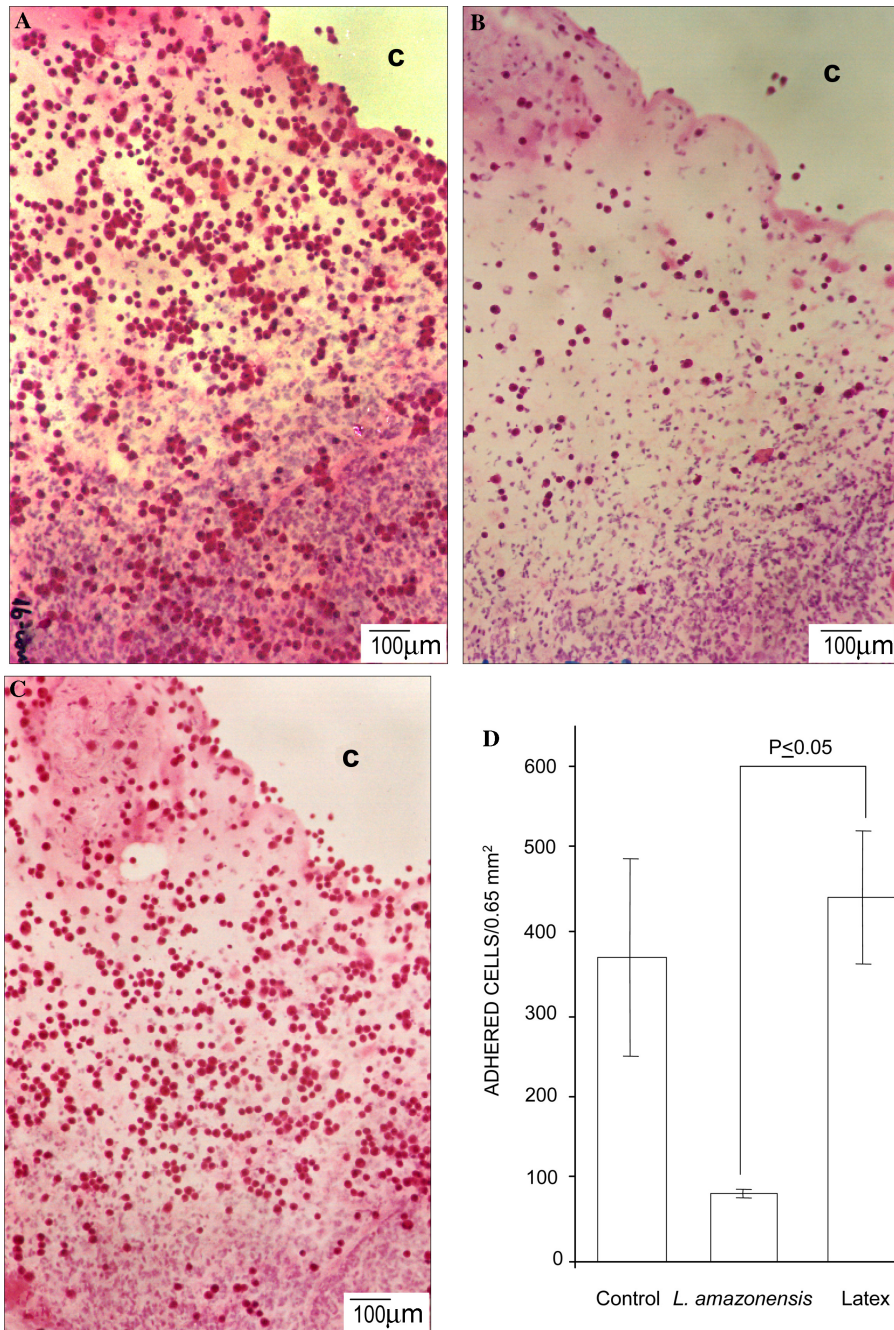 A
c
100µm
B
c
100µm
C
c
100µm
D
P≤0.05
ADHERED CELLS/0.65 mm²
600
500
400
300
200
100
0
Control L. amazonensis Latex